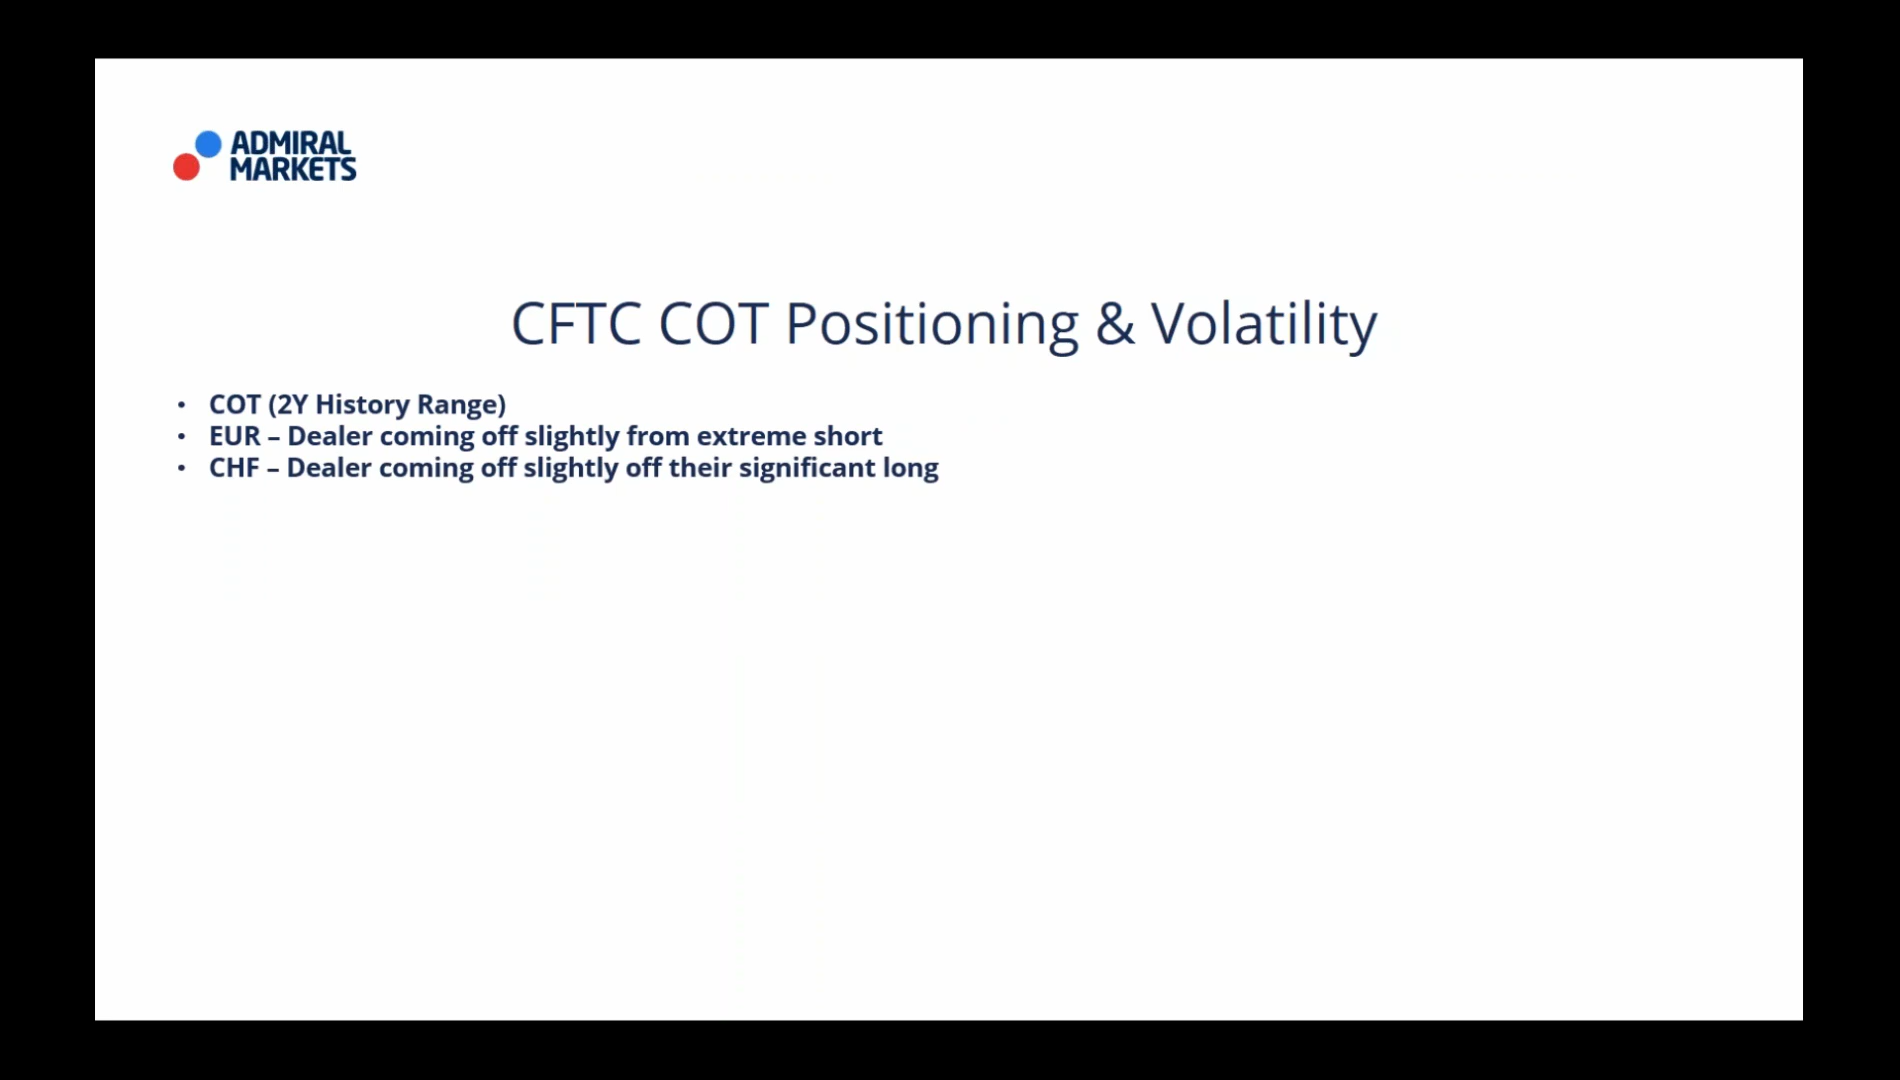 ADMIRAL
MARKETS
CFTC COT Positioning & Volatility
• COT (2Y History Range)
• EUR – Dealer coming off slightly from extreme short
• CHF – Dealer coming off slightly off their significant long